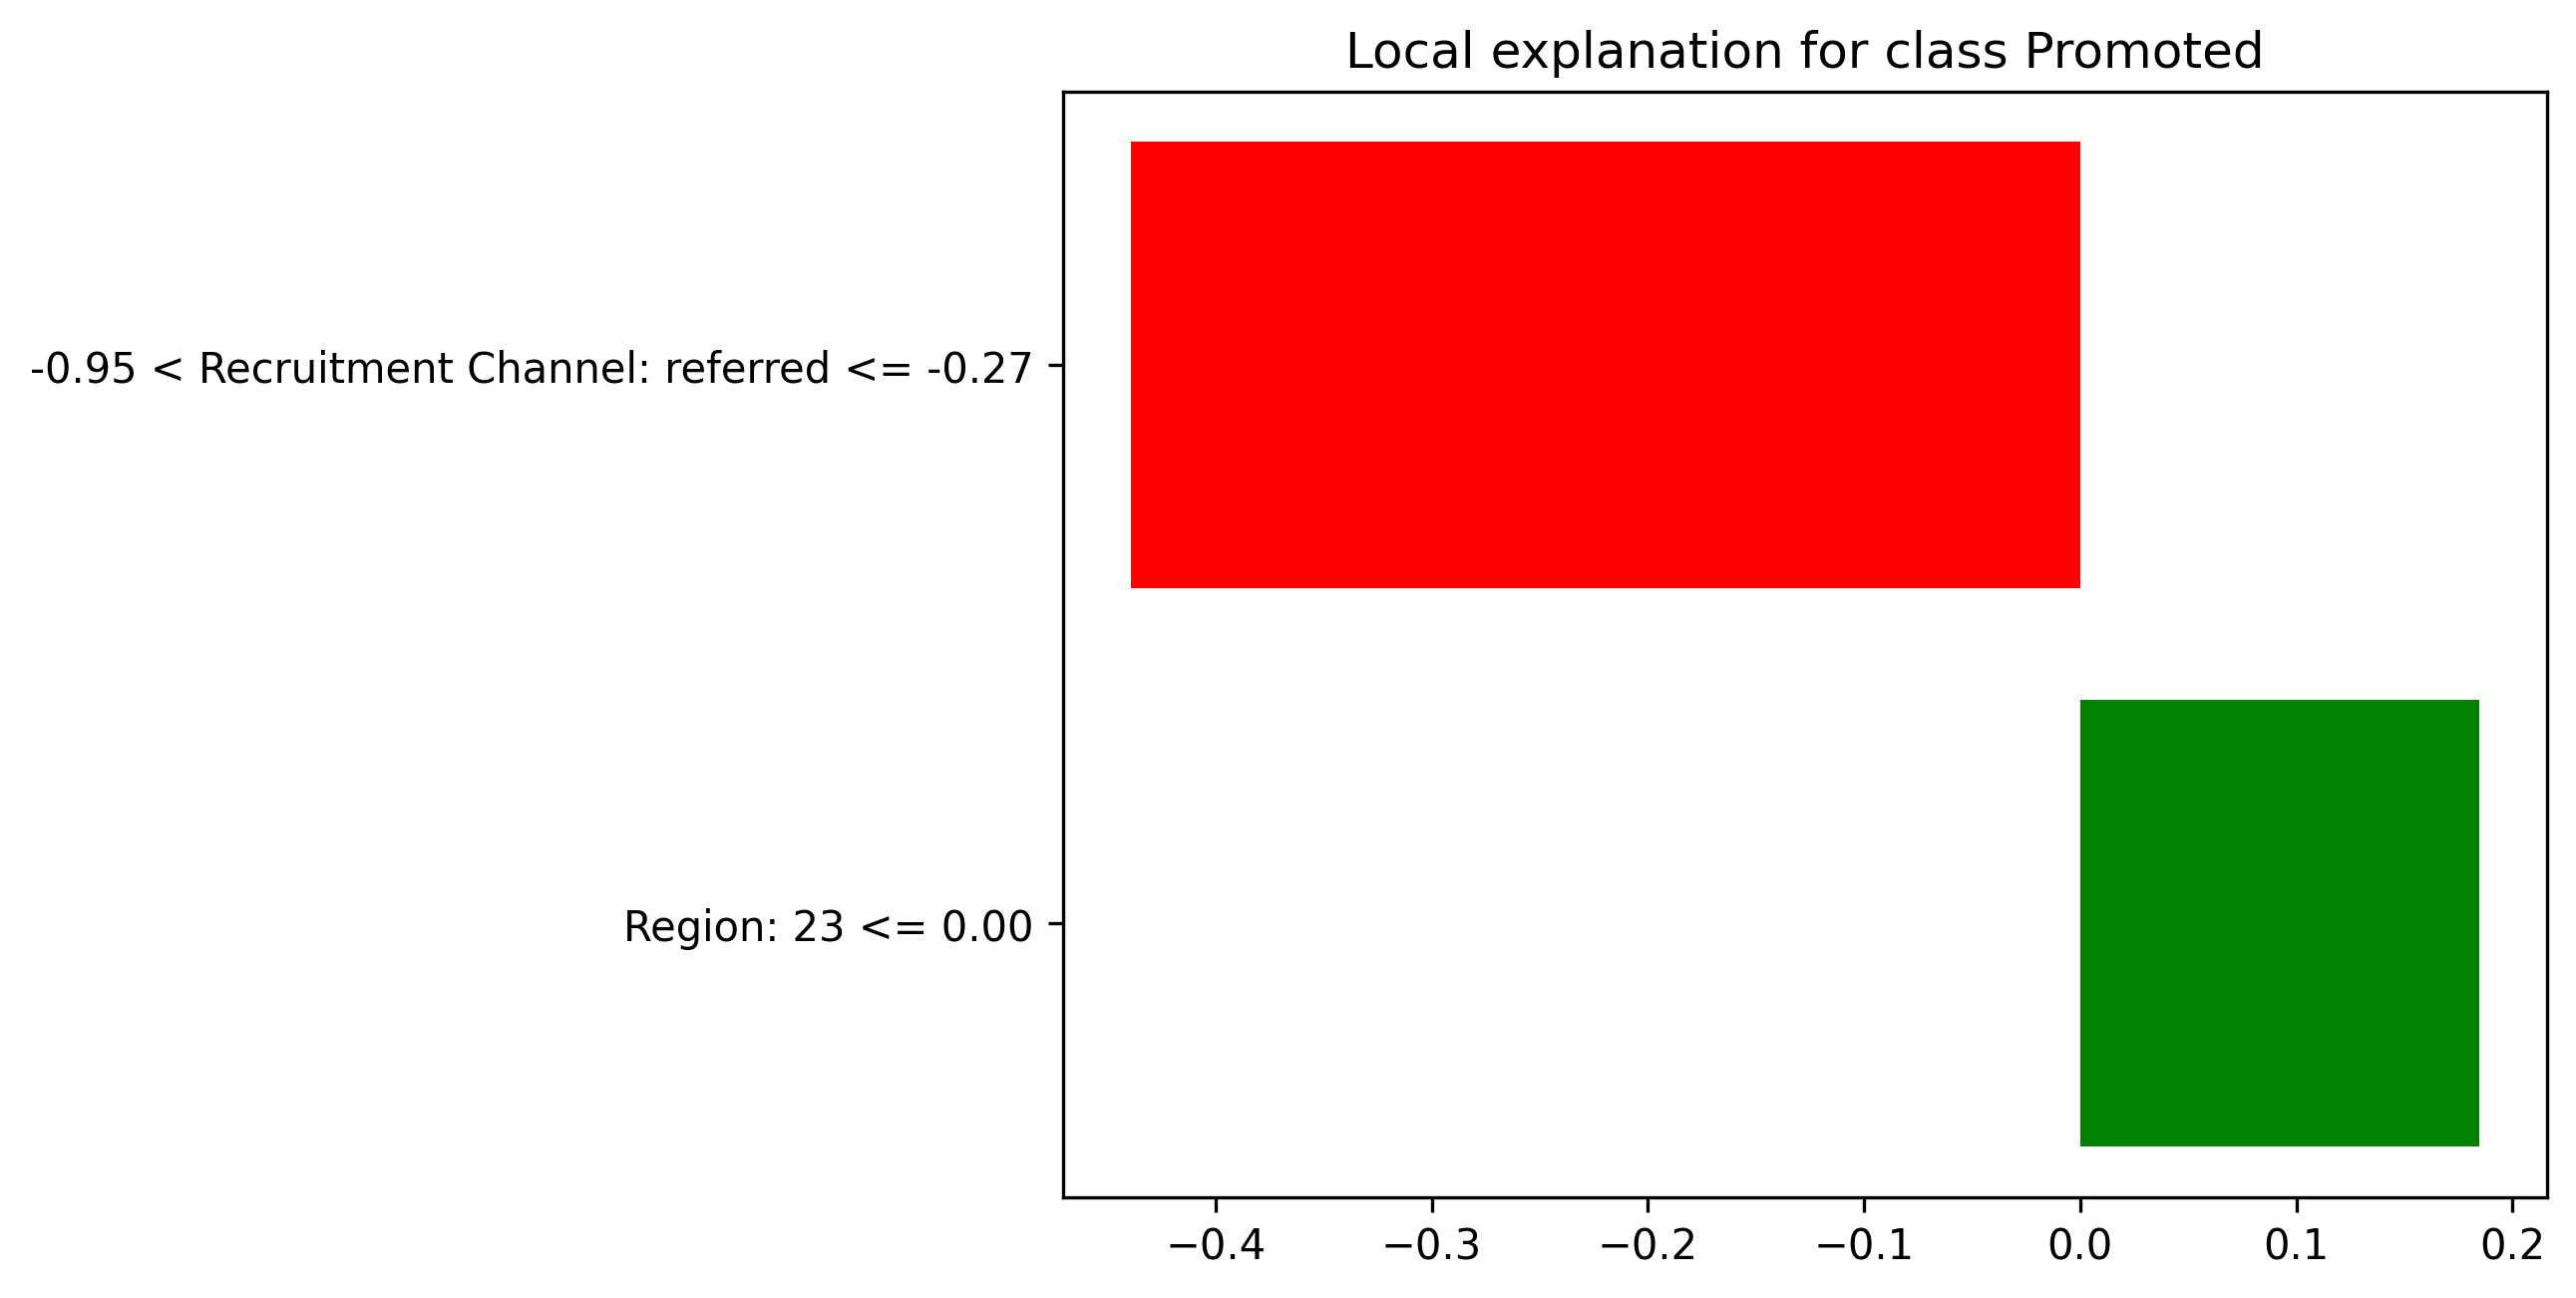 Local explanation for class Promoted
-0.95 < Recruitment Channel: referred <= -0.27
Region: 23 <= 0.00
−0.4 −0.3 −0.2 −0.1 0.0 0.1 0.2